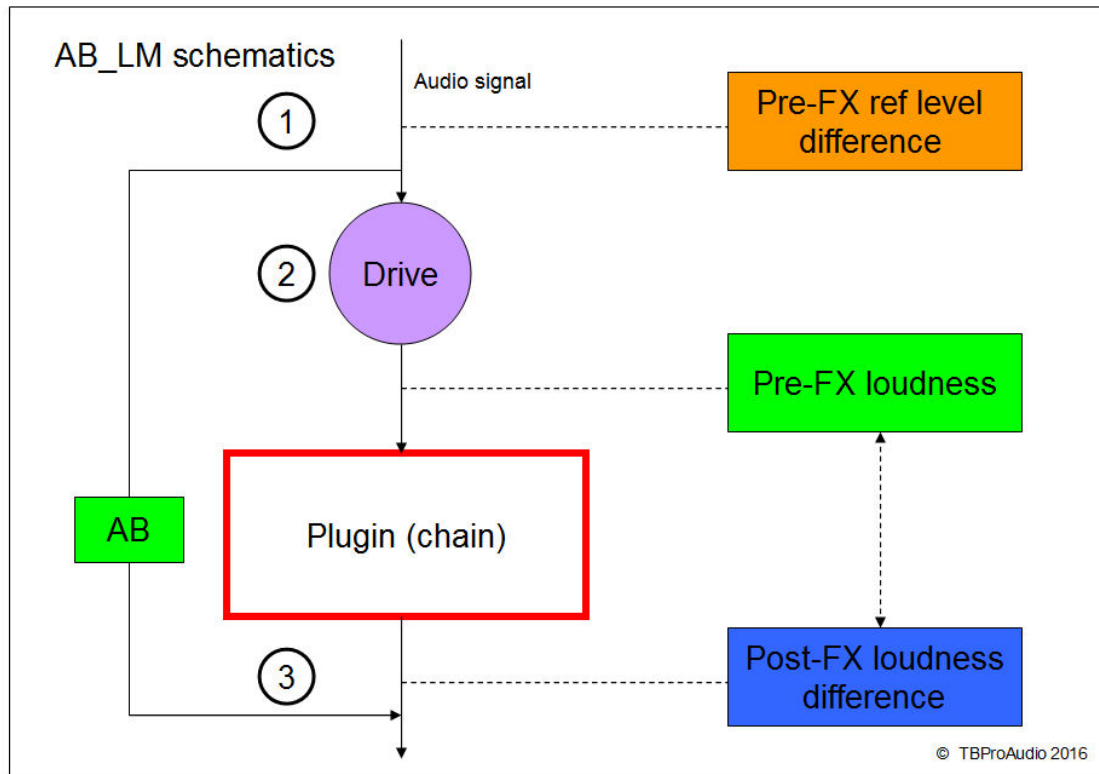 AB_LM schematics
Audio signal
1
Pre-FX ref level
difference
2
Drive
Pre-FX loudness
AB
Plugin (chain)
3
Post-FX loudness
difference
© TBProAudio 2016